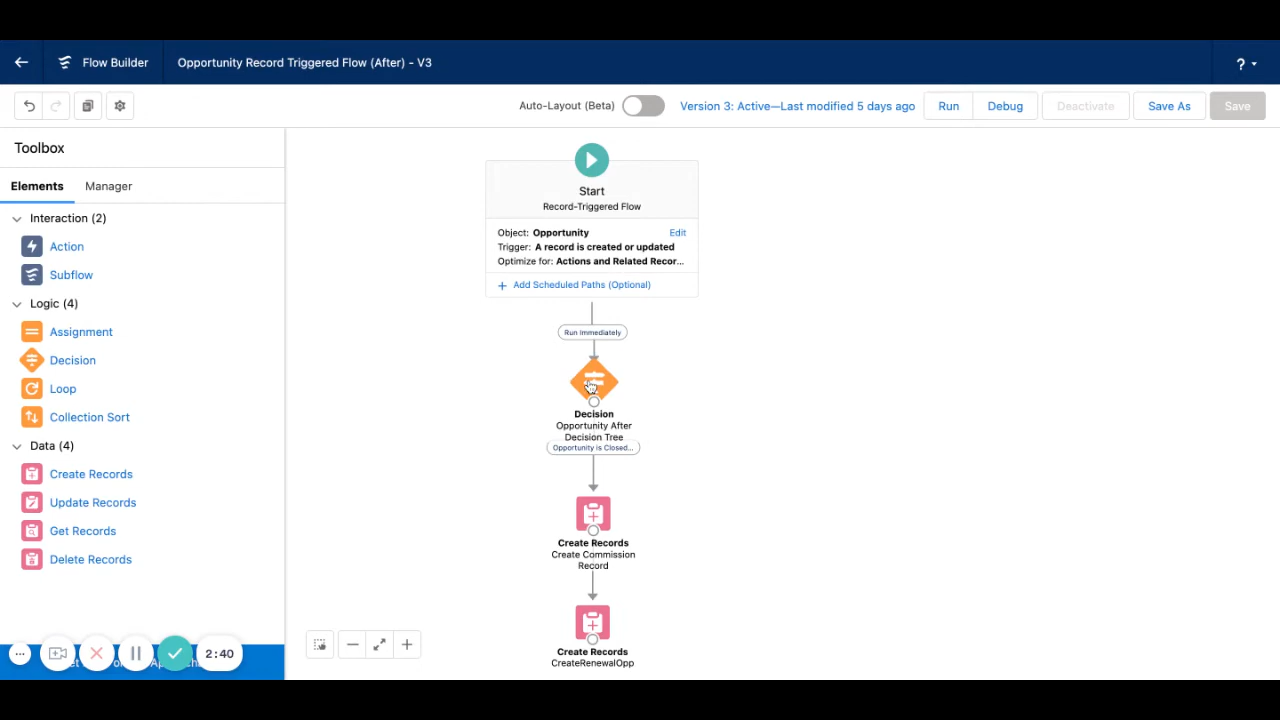 Flow Builder
Opportunity Record Triggered Flow (After) - V3
?
Auto-Layout (Beta)
Version 3: Active—Last modified 5 days ago
Run
Debug
Deactivate
Save As
Save
Toolbox
Elements
Manager
Interaction (2)
Action
Subflow
Logic (4)
Assignment
Decision
Loop
Collection Sort
Data (4)
Create Records
Update Records
Get Records
Delete Records
2:40
Start
Record-Triggered Flow
Object: Opportunity
Edit
Trigger: A record is created or updated
Optimize for: Actions and Related Recor...
+ Add Scheduled Paths (Optional)
Run Immediately
Decision
Opportunity After
Decision Tree
Opportunity is Closed...
Create Records
Create Commission
Record
Create Records
CreateRenewalOpp